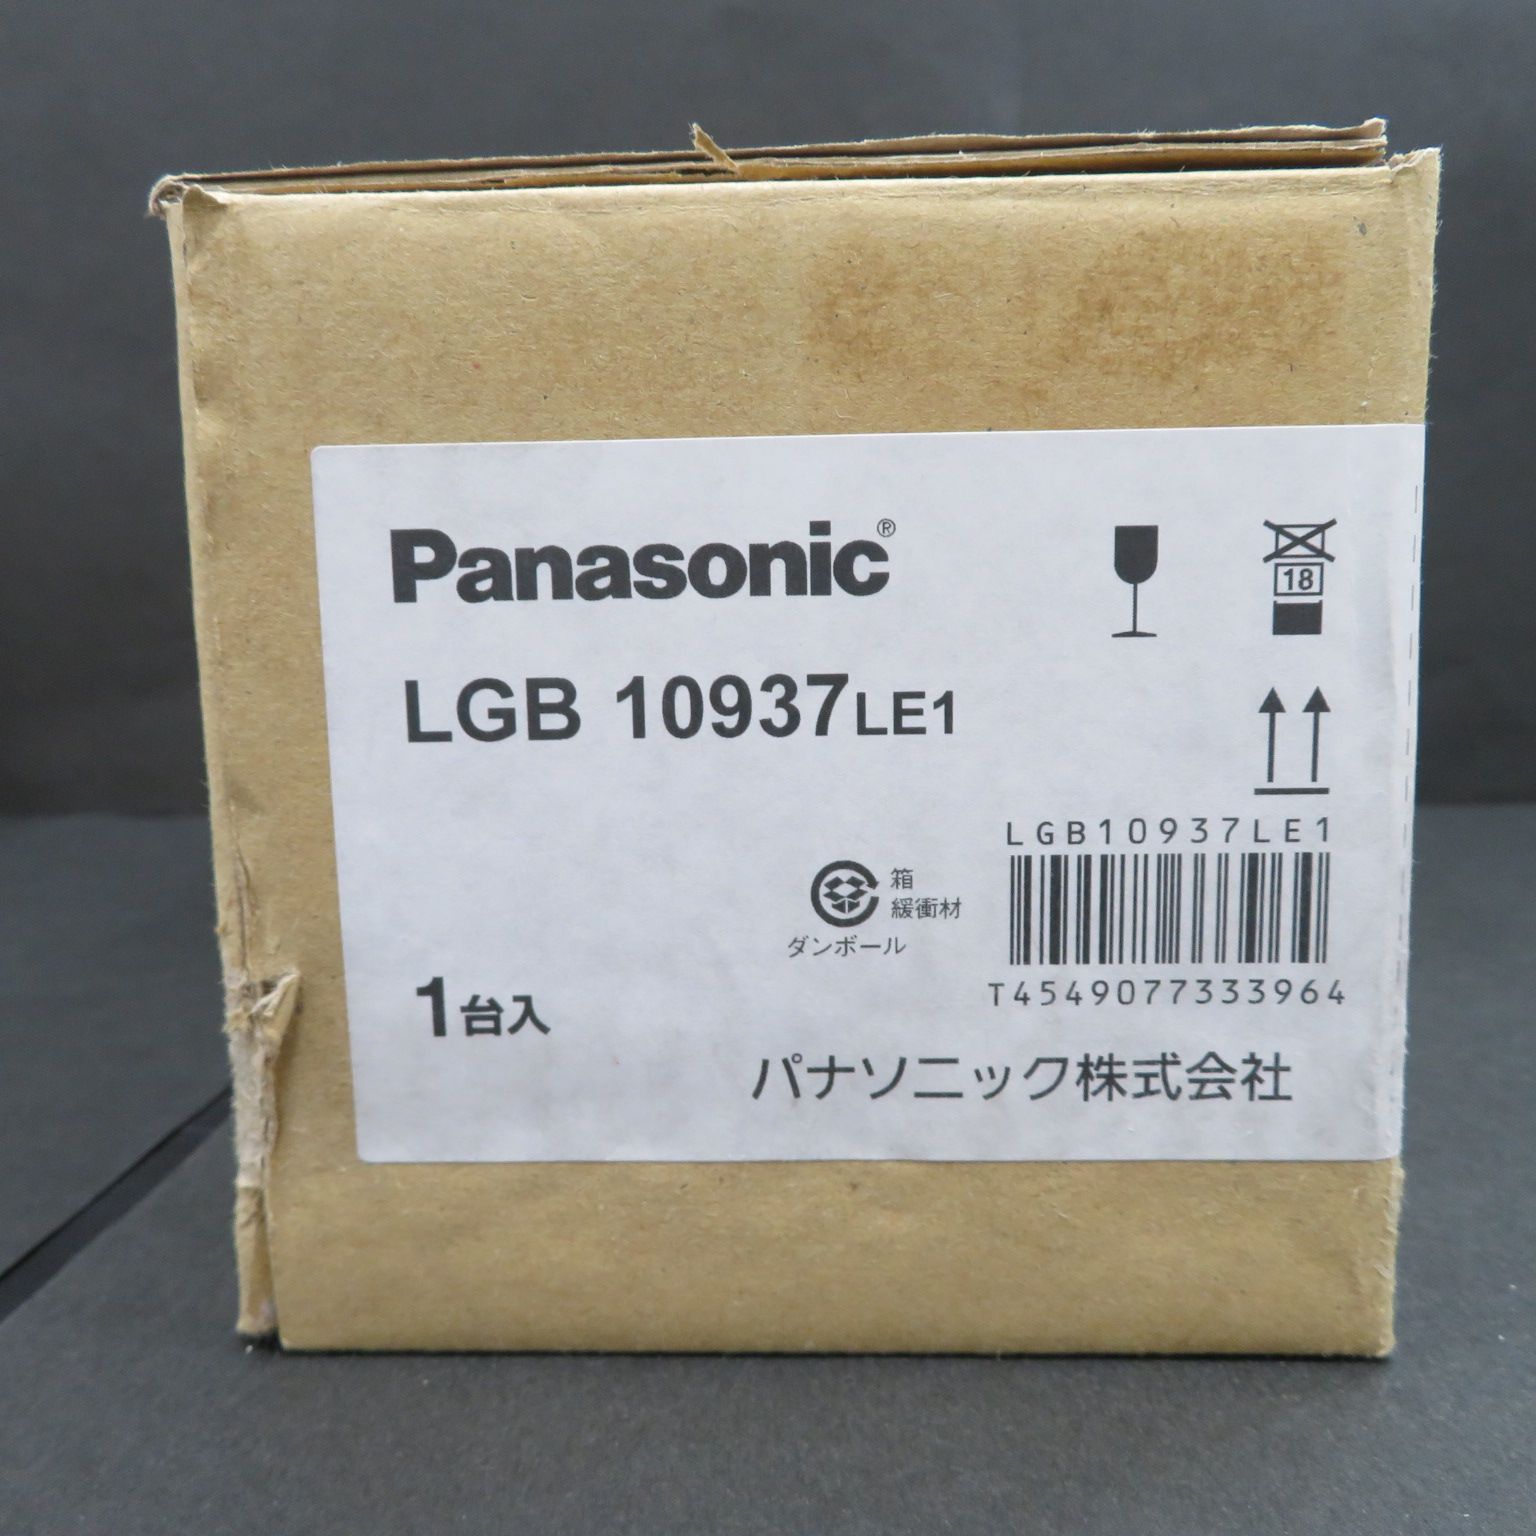 Panasonic®
18
LGB 10937LE1
LGB10937LE1
箱
緩衝材
ダンボール
T4549077333964
1台入
パナソニック株式会社